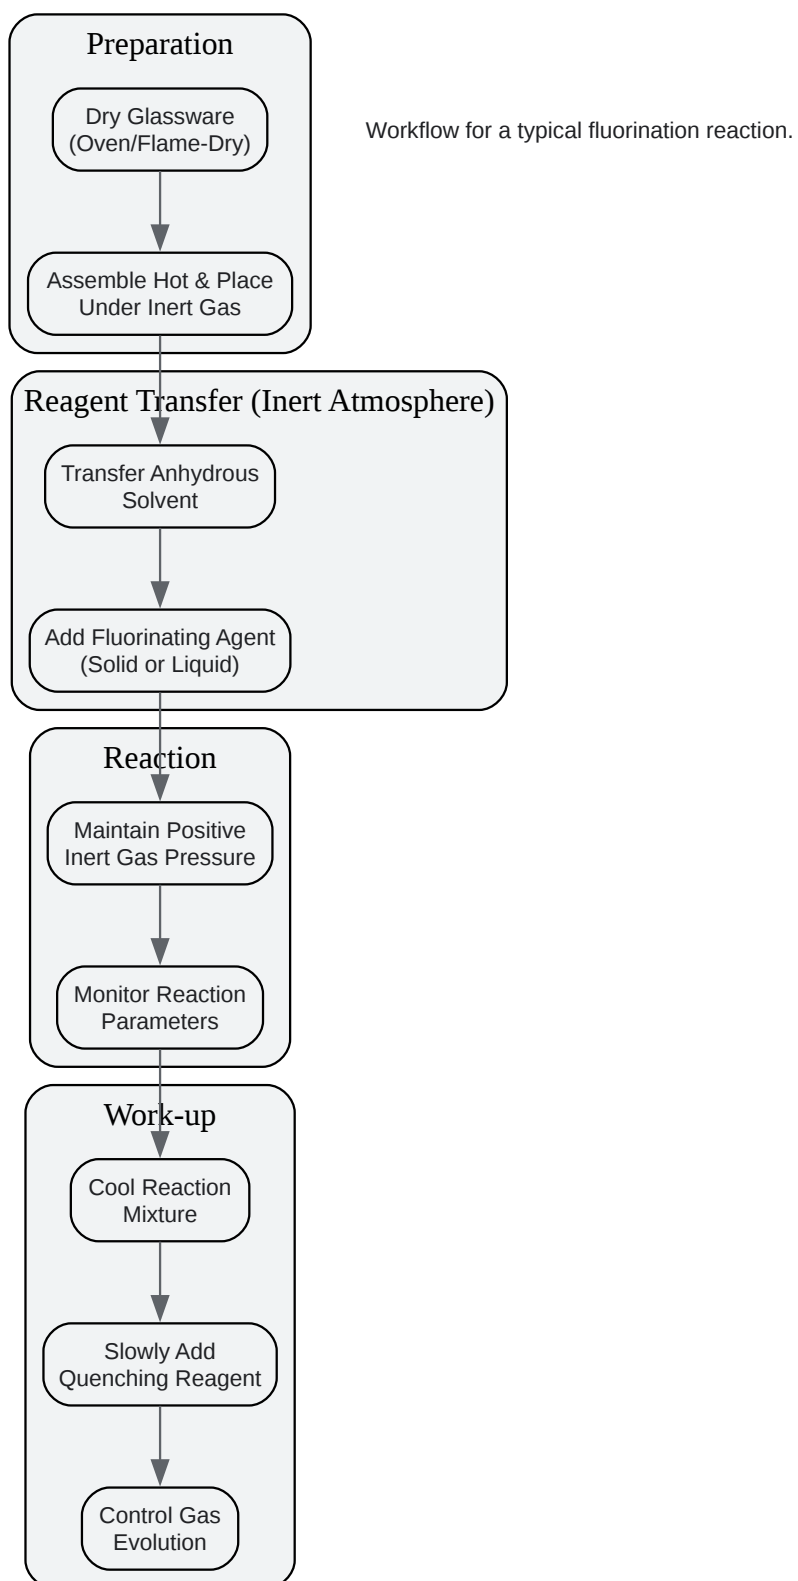 Preparation
Dry Glassware
(Oven/Flame-Dry)
Workflow for a typical fluorination reaction.
Assemble Hot & Place
Under Inert Gas
Reagent Transfer (Inert Atmosphere)
Transfer Anhydrous
Solvent
Add Fluorinating Agent
(Solid or Liquid)
Reaction
Maintain Positive
Inert Gas Pressure
Monitor Reaction
Parameters
Work-up
Cool Reaction
Mixture
Slowly Add
Quenching Reagent
Control Gas
Evolution